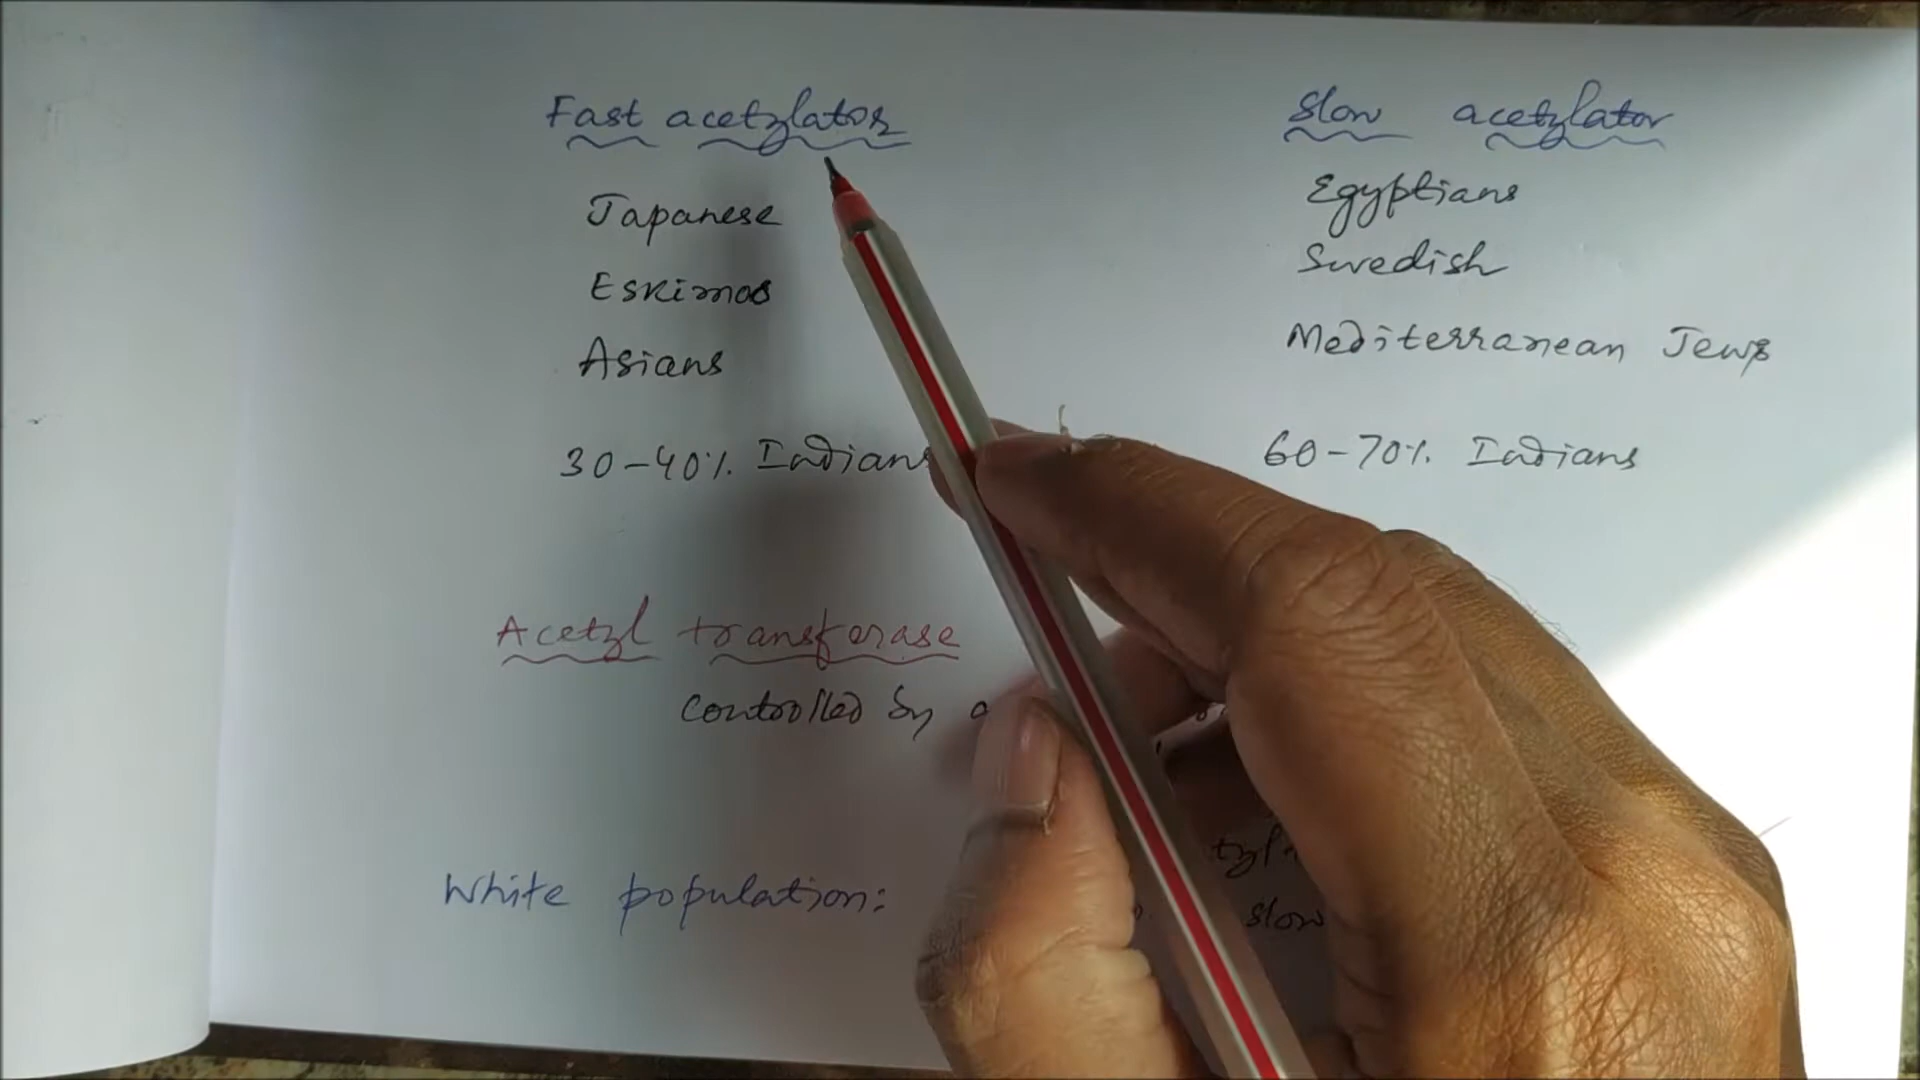 Fast acetylator
Japanese
Eskimos
Asians
30-40% Indians
Slow acetylator
Egyptians
Swedish
Mediterranean Jews
60-70% Indians
Acetyl transferase
controlled by
White population:
slow